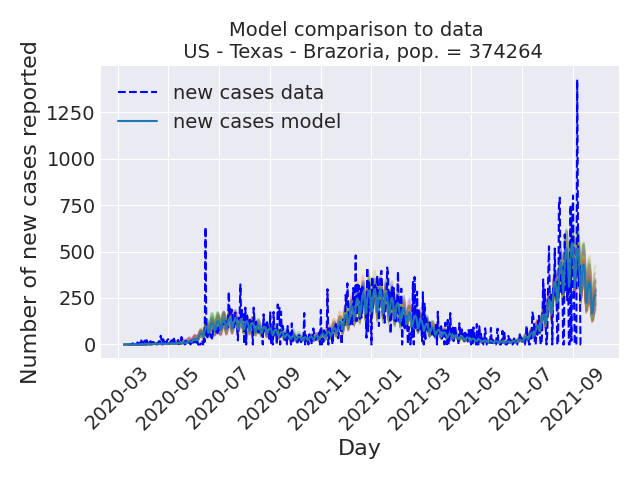 Model comparison to data
US - Texas - Brazoria, pop. = 374264
Number of new cases reported
1250
1000
750
500
250
0
new cases data
new cases model
2020-03
2020-05
2020-07
2020-09
2020-11
2021-01
2021-03
2021-05
2021-07
2021-09
Day